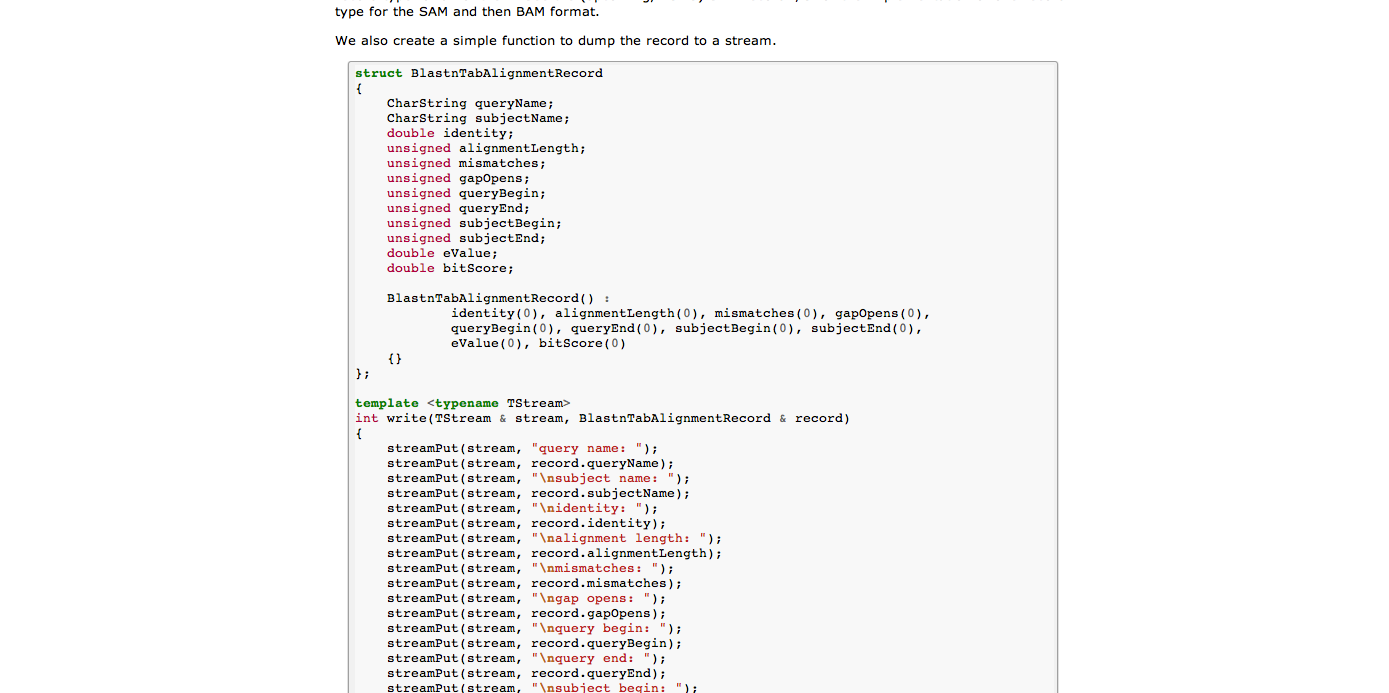 type for the SAM and then BAM format.
We also create a simple function to dump the record to a stream.
struct BlastnTabAlignmentRecord
{
    CharString queryName;
    CharString subjectName;
    double identity;
    unsigned alignmentLength;
    unsigned mismatches;
    unsigned gapOpens;
    unsigned queryBegin;
    unsigned queryEnd;
    unsigned subjectBegin;
    unsigned subjectEnd;
    double eValue;
    double bitScore;

    BlastnTabAlignmentRecord() :
            identity(0), alignmentLength(0), mismatches(0), gapOpens(0),
            queryBegin(0), queryEnd(0), subjectBegin(0), subjectEnd(0),
            eValue(0), bitScore(0)
    {}
};

template <typename TStream>
int write(TStream & stream, BlastnTabAlignmentRecord & record)
{
    streamPut(stream, "query name: ");
    streamPut(stream, record.queryName);
    streamPut(stream, "\nsubject name: ");
    streamPut(stream, record.subjectName);
    streamPut(stream, "\nidentity: ");
    streamPut(stream, record.identity);
    streamPut(stream, "\nalignment length: ");
    streamPut(stream, record.alignmentLength);
    streamPut(stream, "\nmismatches: ");
    streamPut(stream, record.mismatches);
    streamPut(stream, "\ngap opens: ");
    streamPut(stream, record.gapOpens);
    streamPut(stream, "\nquery begin: ");
    streamPut(stream, record.queryBegin);
    streamPut(stream, "\nquery end: ");
    streamPut(stream, record.queryEnd);
    streamPut(stream, "\nsubject begin: ");